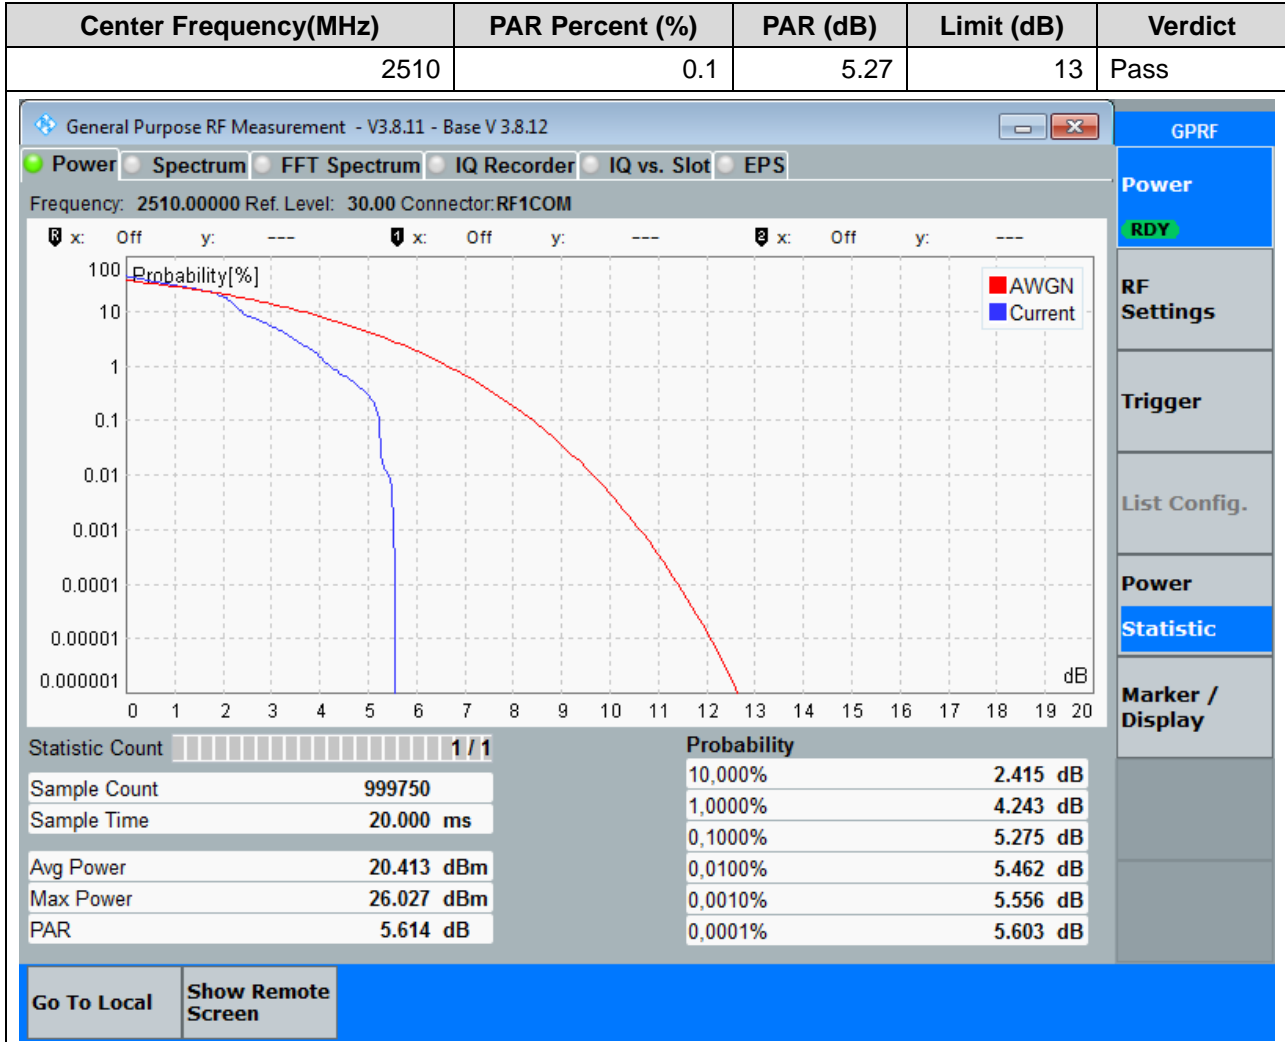 Center Frequency(MHz) PAR Percent (%) PAR (dB) Limit (dB) Verdict
2510 0.1 5.27 13 Pass
General Purpose RF Measurement - V3.8.11 - Base V 3.8.12
GPRF
Power Spectrum FFT Spectrum IQ Recorder IQ vs. Slot EPS
Power
RDY
Frequency: 2510.00000 Ref. Level: 30.00 Connector: RF1COM
R x: Off y: --- 1 x: Off y: --- 2 x: Off y: ---
Probability[%]
AWGN
Current
100
10
1
0.1
0.01
0.001
0.0001
0.00001
0.000001
dB
0 1 2 3 4 5 6 7 8 9 10 11 12 13 14 15 16 17 18 19 20
RF
Settings
Trigger
List Config.
Power
Statistic
Marker /
Display
Statistic Count 1 / 1
Sample Count 999750
Sample Time 20.000 ms
Avg Power 20.413 dBm
Max Power 26.027 dBm
PAR 5.614 dB
Probability
10,000% 2.415 dB
1,0000% 4.243 dB
0,1000% 5.275 dB
0,0100% 5.462 dB
0,0010% 5.556 dB
0,0001% 5.603 dB
Go To Local
Show Remote
Screen